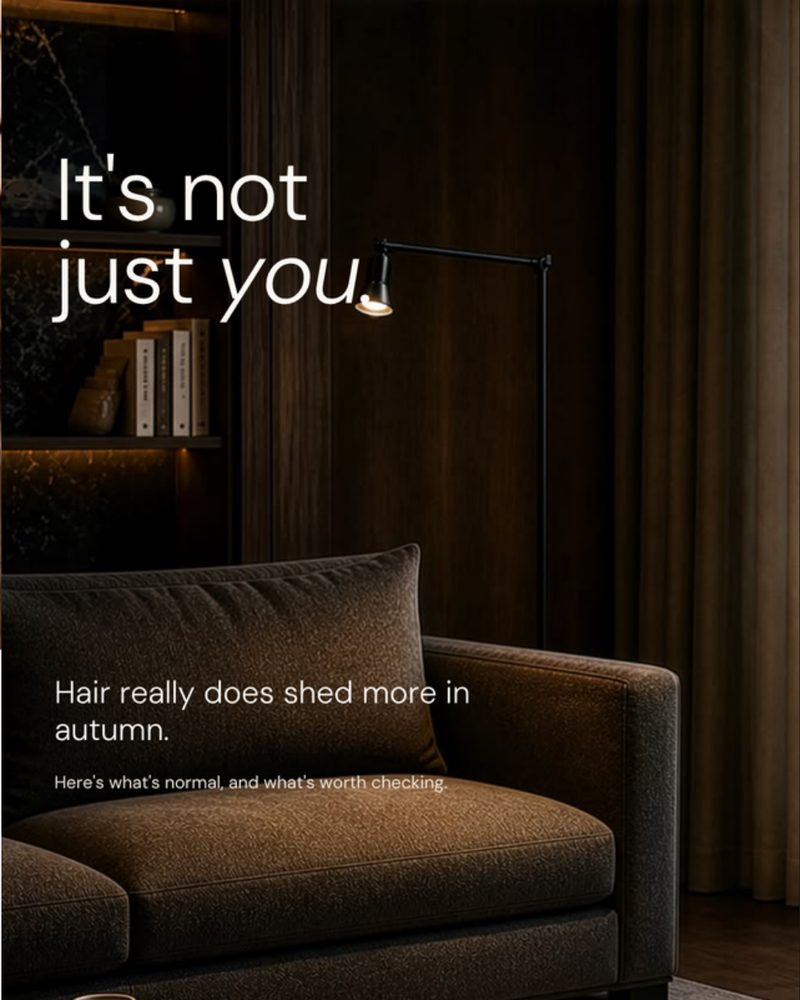 It's not
just you.
Hair really does shed more in
autumn.
Here's what's normal, and what's worth checking.